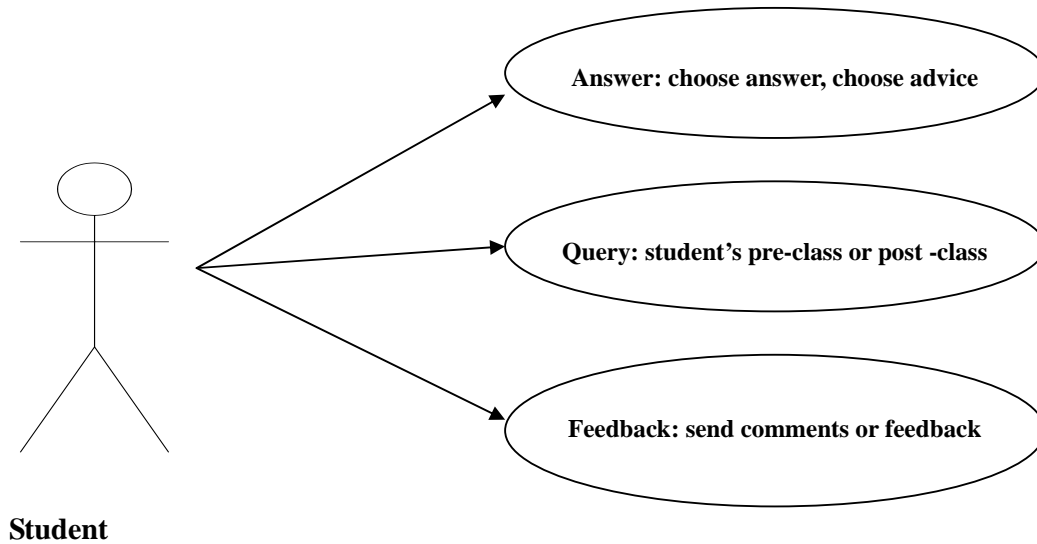 Answer: choose answer, choose advice
Query: student’s pre-class or post -class
Feedback: send comments or feedback
Student